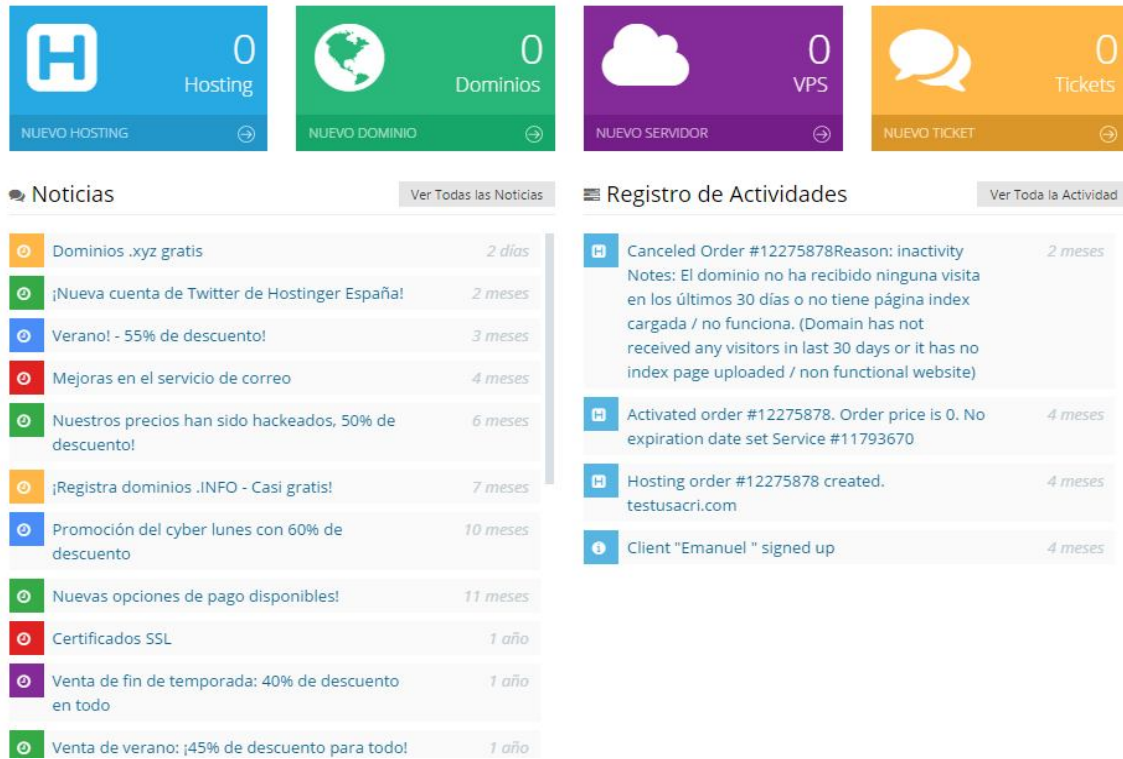 0
Hosting
NUEVO HOSTING
0
Dominios
NUEVO DOMINIO
0
VPS
NUEVO SERVIDOR
0
Tickets
NUEVO TICKET
Noticias
Ver Todas las Noticias
Dominios .xyz gratis 2 días
¡Nueva cuenta de Twitter de Hostinger España! 2 meses
Verano! - 55% de descuento! 3 meses
Mejoras en el servicio de correo 4 meses
Nuestros precios han sido hackeados, 50% de 6 meses
descuento!
¡Registra dominios .INFO - Casi gratis! 7 meses
Promoción del cyber lunes con 60% de 10 meses
descuento
Nuevas opciones de pago disponibles! 11 meses
Certificados SSL 1 año
Venta de fin de temporada: 40% de descuento 1 año
en todo
Venta de verano: ¡45% de descuento para todo! 1 año
Registro de Actividades
Ver Toda la Actividad
Canceled Order #12275878Reason: inactivity 2 meses
Notes: El dominio no ha recibido ninguna visita
en los últimos 30 días o no tiene página index
cargada / no funciona. (Domain has not
received any visitors in last 30 days or it has no
index page uploaded / non functional website)
Activated order #12275878. Order price is 0. No 4 meses
expiration date set Service #11793670
Hosting order #12275878 created. 4 meses
testusacri.com
Client "Emanuel " signed up 4 meses